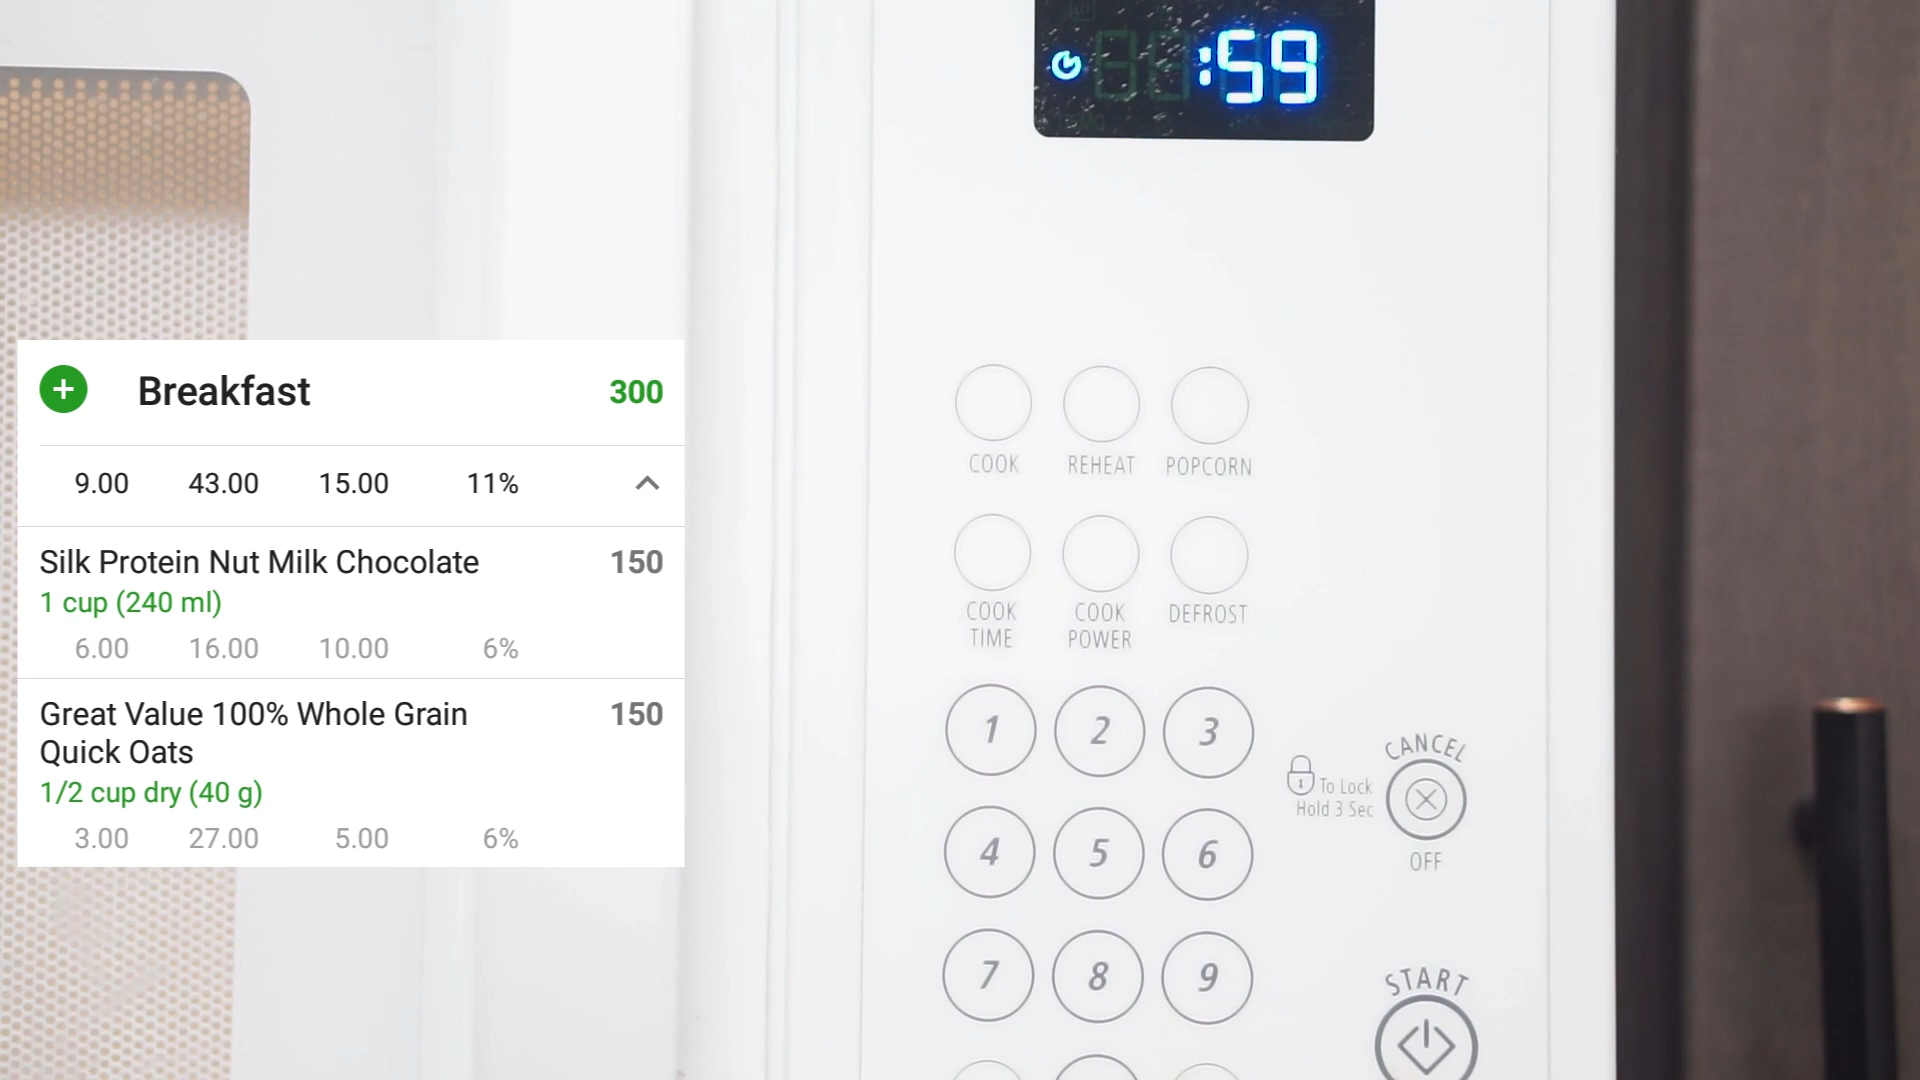 :59
+ Breakfast 300
9.00 43.00 15.00 11%
Silk Protein Nut Milk Chocolate 150
1 cup (240 ml)
6.00 16.00 10.00 6%
Great Value 100% Whole Grain 150
Quick Oats
1/2 cup dry (40 g)
3.00 27.00 5.00 6%
COOK REHEAT POPCORN
COOK TIME COOK POWER DEFROST
1 2 3
To Lock
Hold 3 Sec
CANCEL
OFF
4 5 6
7 8 9
START